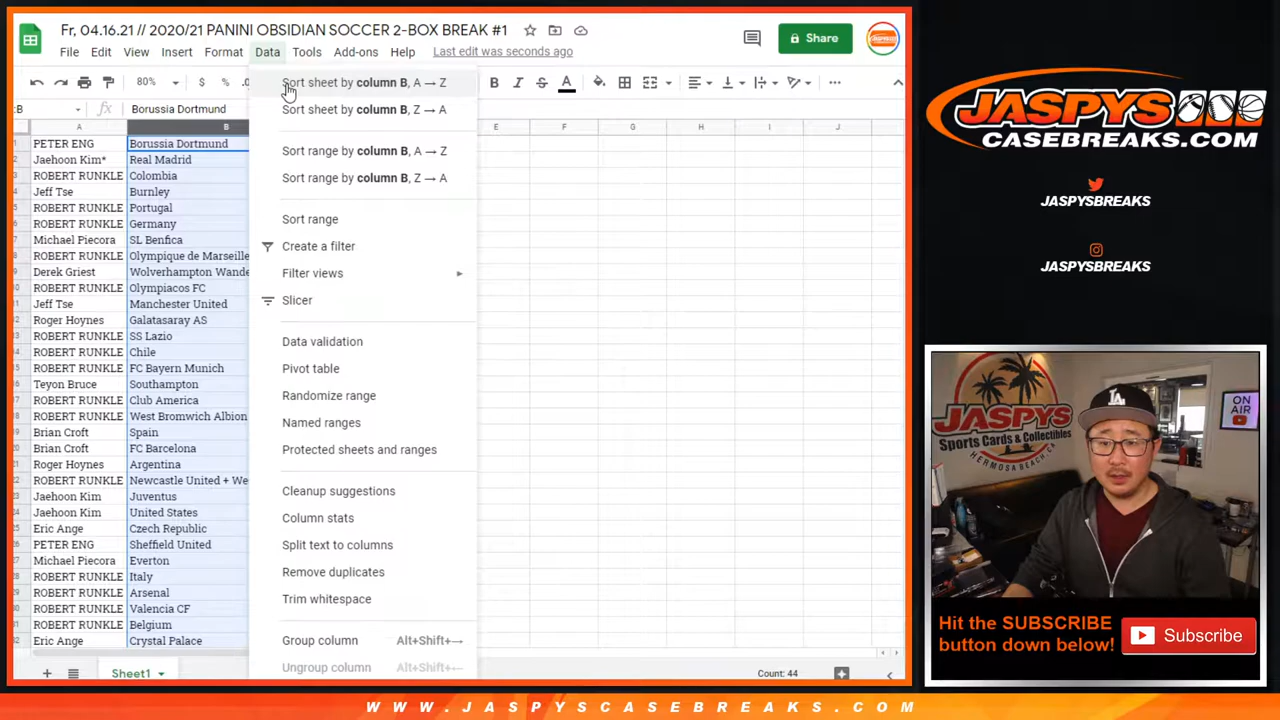 Fr, 04.16.21 // 2020/21 PANINI OBSIDIAN SOCCER 2-BOX BREAK #1
File Edit View Insert Format Data Tools Add-ons Help Last edit was seconds ago
Share
80% $ %
Borussia Dortmund
A B E F G H I J
PETER ENG Borussia Dortmund
Jaehoon Kim* Real Madrid
ROBERT RUNKLE Colombia
Jeff Tse Burnley
ROBERT RUNKLE Portugal
ROBERT RUNKLE Germany
Michael Piecora SL Benfica
ROBERT RUNKLE Olympique de Marseille
Derek Griest Wolverhampton Wande
ROBERT RUNKLE Olympiacos FC
Jeff Tse Manchester United
Roger Hoynes Galatasaray AS
ROBERT RUNKLE SS Lazio
ROBERT RUNKLE Chile
ROBERT RUNKLE FC Bayern Munich
Teyon Bruce Southampton
ROBERT RUNKLE Club America
ROBERT RUNKLE West Bromwich Albion
Brian Croft Spain
Brian Croft FC Barcelona
Roger Hoynes Argentina
ROBERT RUNKLE Newcastle United + We
Jaehoon Kim Juventus
Jaehoon Kim United States
Eric Ange Czech Republic
PETER ENG Sheffield United
Michael Piecora Everton
ROBERT RUNKLE Italy
ROBERT RUNKLE Arsenal
ROBERT RUNKLE Valencia CF
ROBERT RUNKLE Belgium
Eric Ange Crystal Palace
Sort sheet by column B, A → Z
Sort sheet by column B, Z → A
Sort range by column B, A → Z
Sort range by column B, Z → A
Sort range
Create a filter
Filter views
Slicer
Data validation
Pivot table
Randomize range
Named ranges
Protected sheets and ranges
Cleanup suggestions
Column stats
Split text to columns
Remove duplicates
Trim whitespace
Group column Alt+Shift+→
Ungroup column Alt+Shift+←
Sheet1
Count: 44
JASPYS
CASEBREAKS.COM
JASPYSBREAKS
JASPYSBREAKS
JASPYS
Sports Cards & Collectibles
HERMOSA BEACH, CA
LA
ON AIR
Hit the SUBSCRIBE
button down below!
Subscribe
WWW.JASPYSCASEBREAKS.COM